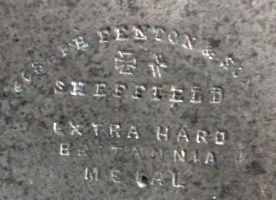 FENTON &
SHEFFIELD
EXTRA HARD
BRITANNIA
METAL